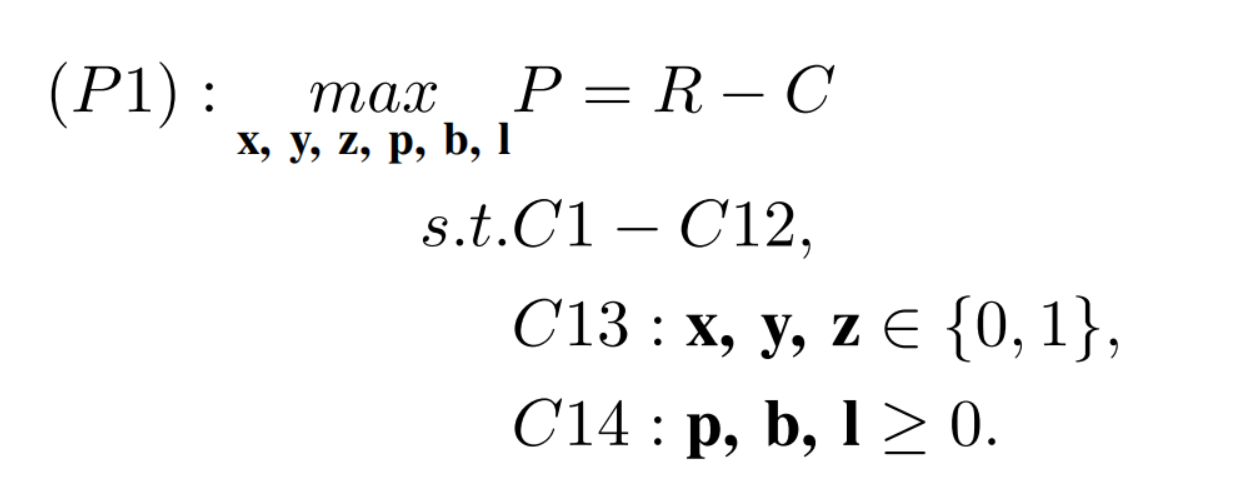 (P1) : max P = R − C
x, y, z, p, b, l
s.t. C1 − C12,
C13 : x, y, z ∈ {0, 1},
C14 : p, b, l ≥ 0.